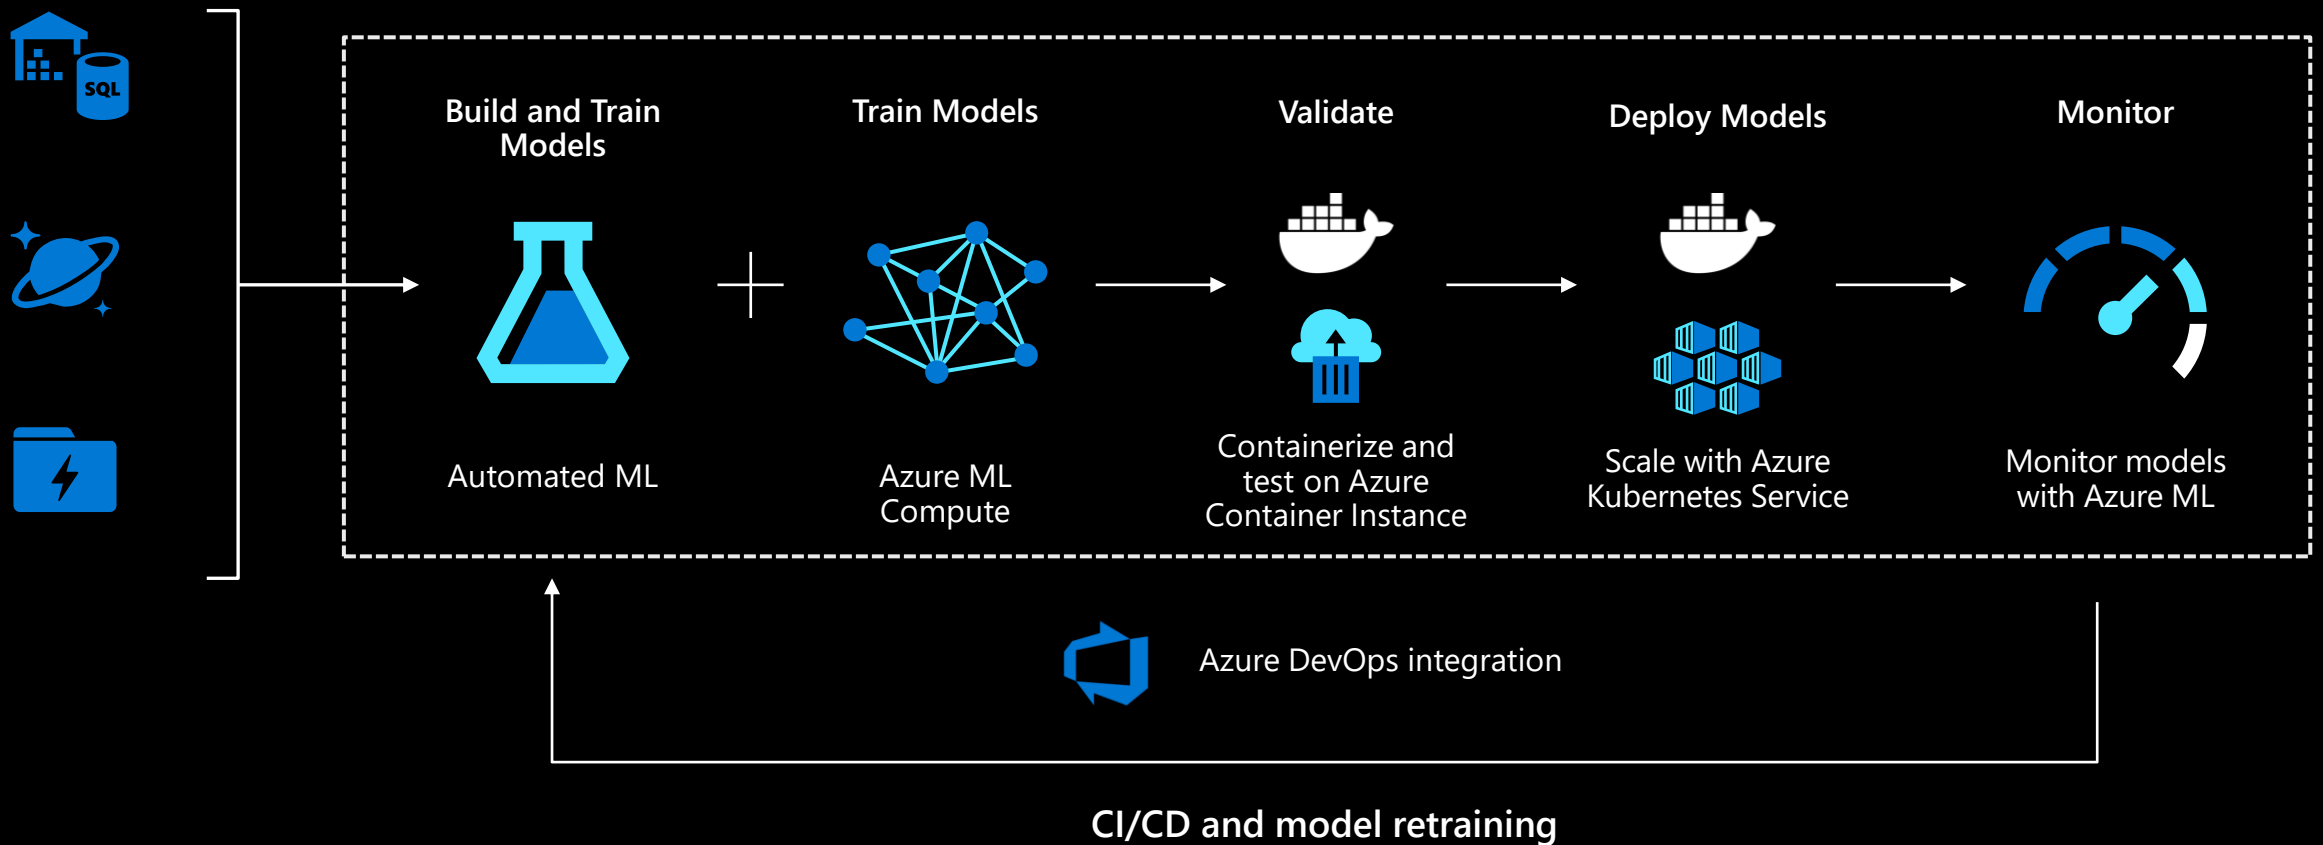 SQL
Build and Train
Models
Train Models
Validate
Deploy Models
Monitor
Automated ML
Azure ML
Compute
Containerize and
test on Azure
Container Instance
Scale with Azure
Kubernetes Service
Monitor models
with Azure ML
Azure DevOps integration
CI/CD and model retraining